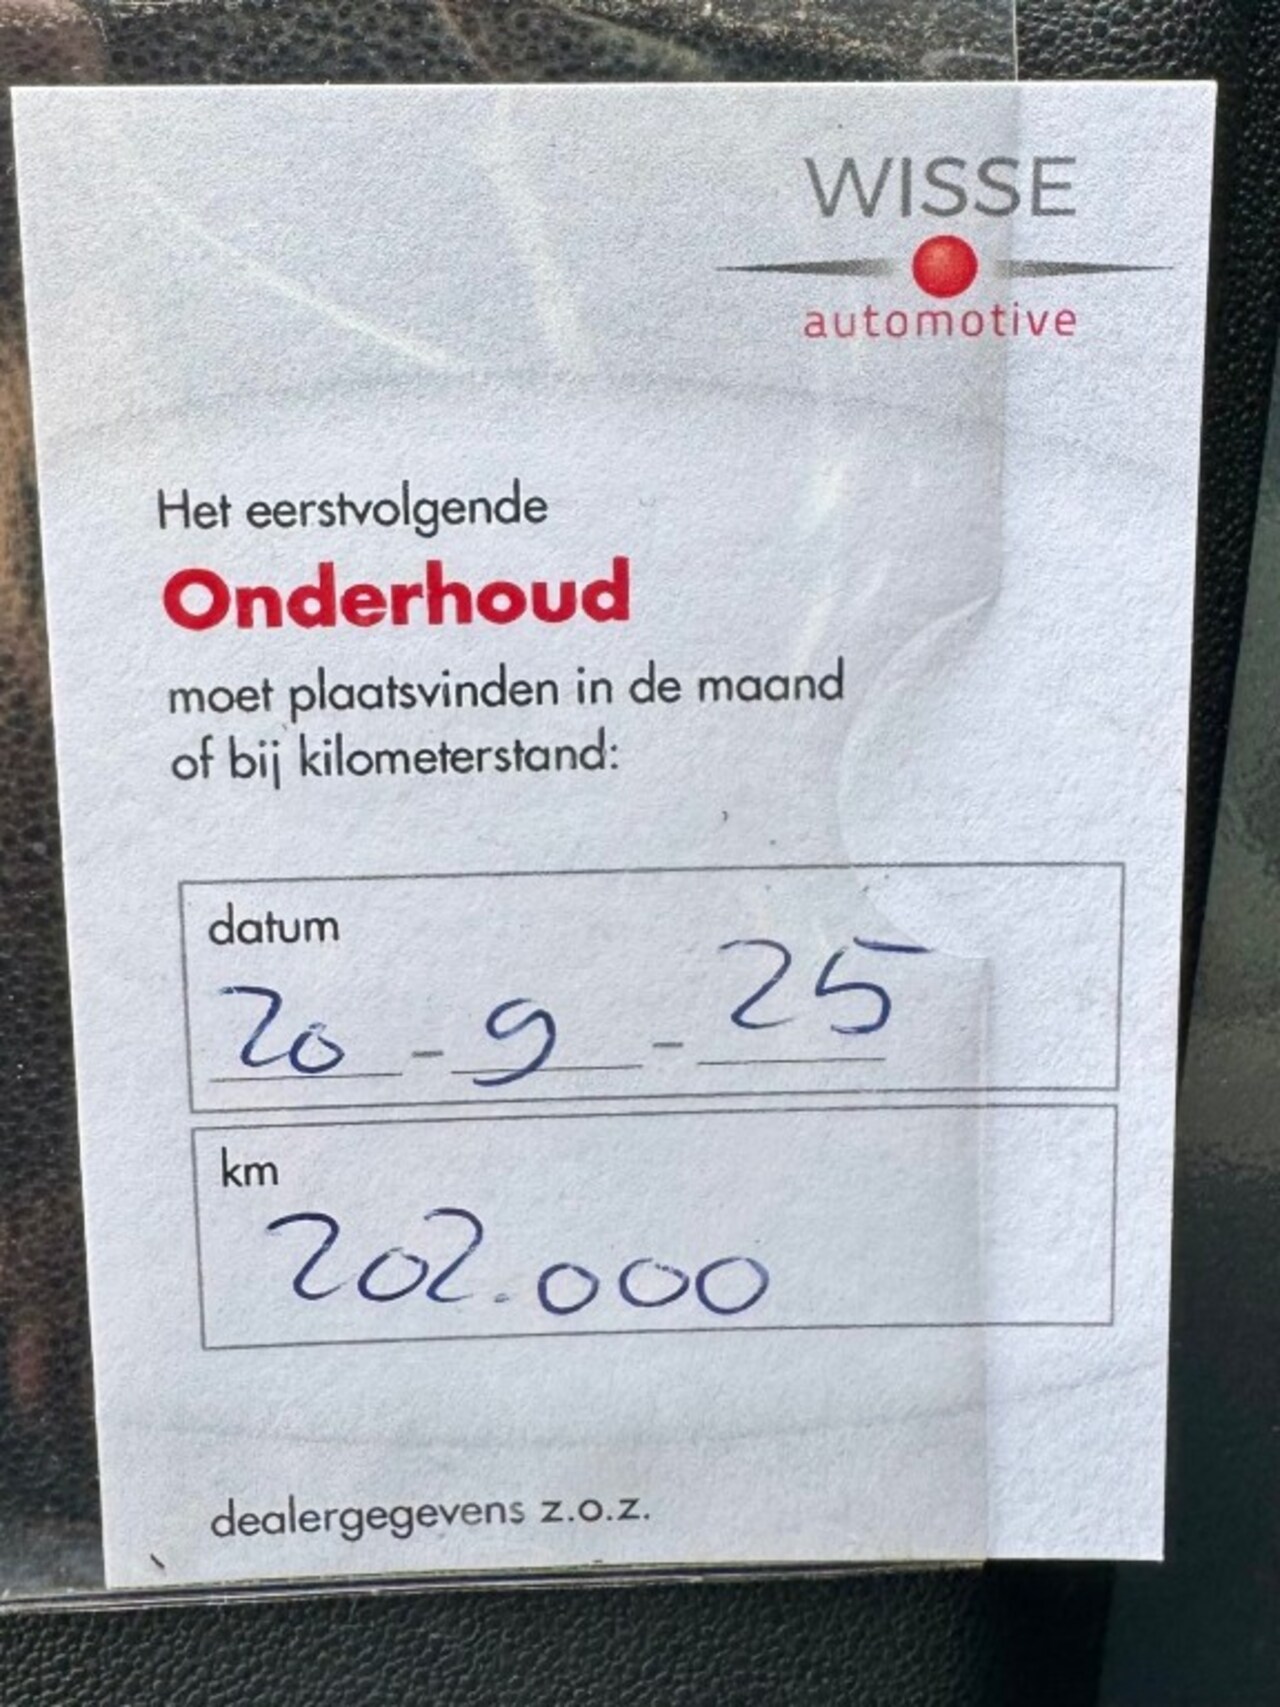 WISSE
automotive
Het eerstvolgende
Onderhoud
moet plaatsvinden in de maand
of bij kilometerstand:
datum
20 - 9 - 25
km
202.000
dealergegevens z.o.z.